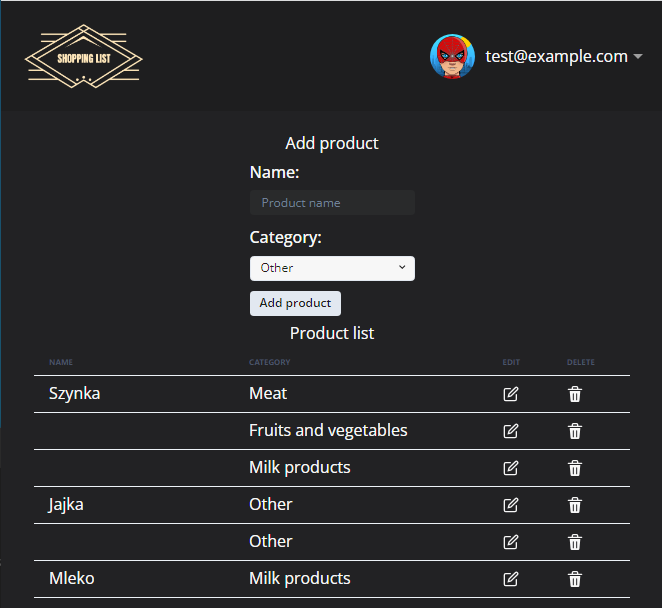 SHOPPING LIST
test@example.com
Add product
Name:
Product name
Category:
Other
Add product
Product list
NAME CATEGORY EDIT DELETE
Szynka Meat
Fruits and vegetables
Milk products
Jajka Other
Other
Mleko Milk products